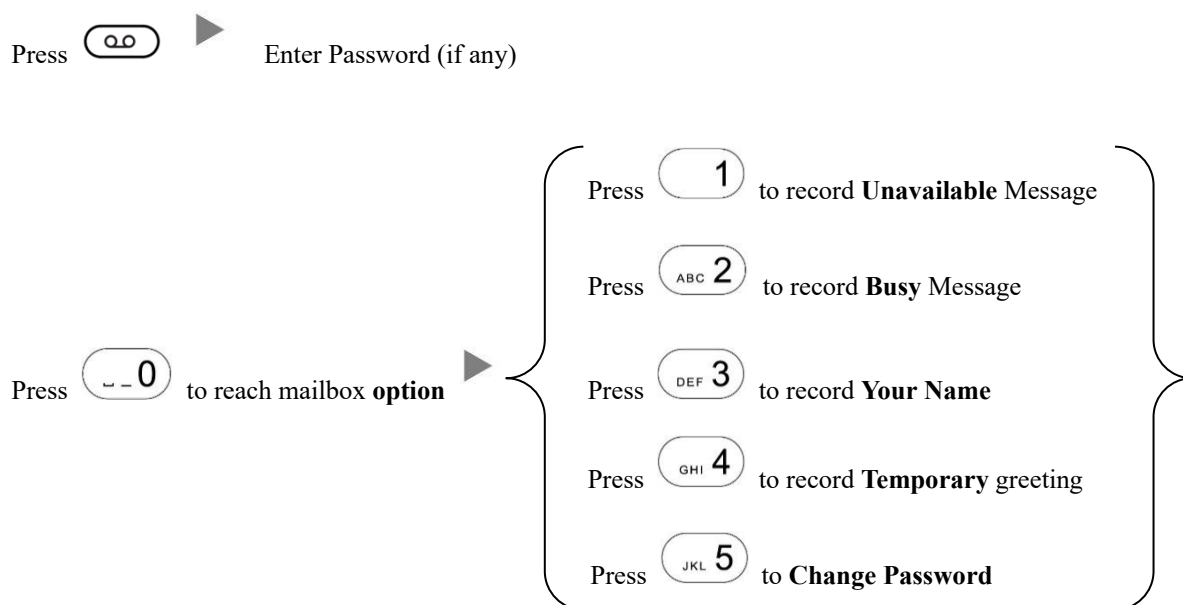 Press Enter Password (if any)
Press 1 to record Unavailable Message
Press ABC 2 to record Busy Message
Press _ 0 to reach mailbox option
Press DEF 3 to record Your Name
Press GHI 4 to record Temporary greeting
Press JKL 5 to Change Password